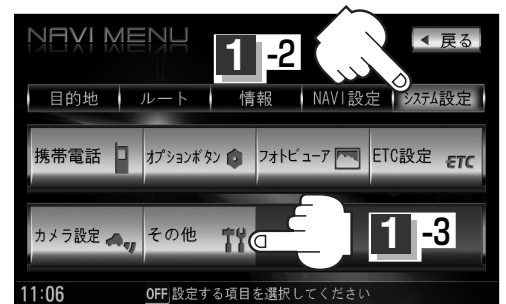 NAVI MENU
1 -2
戻る
目的地 ルート 情報 NAVI設定 システム設定
携帯電話 オプションボタン フォトビューア ETC設定 ETC
カメラ設定 その他
1 -3
11:06 OFF 設定する項目を選択してください